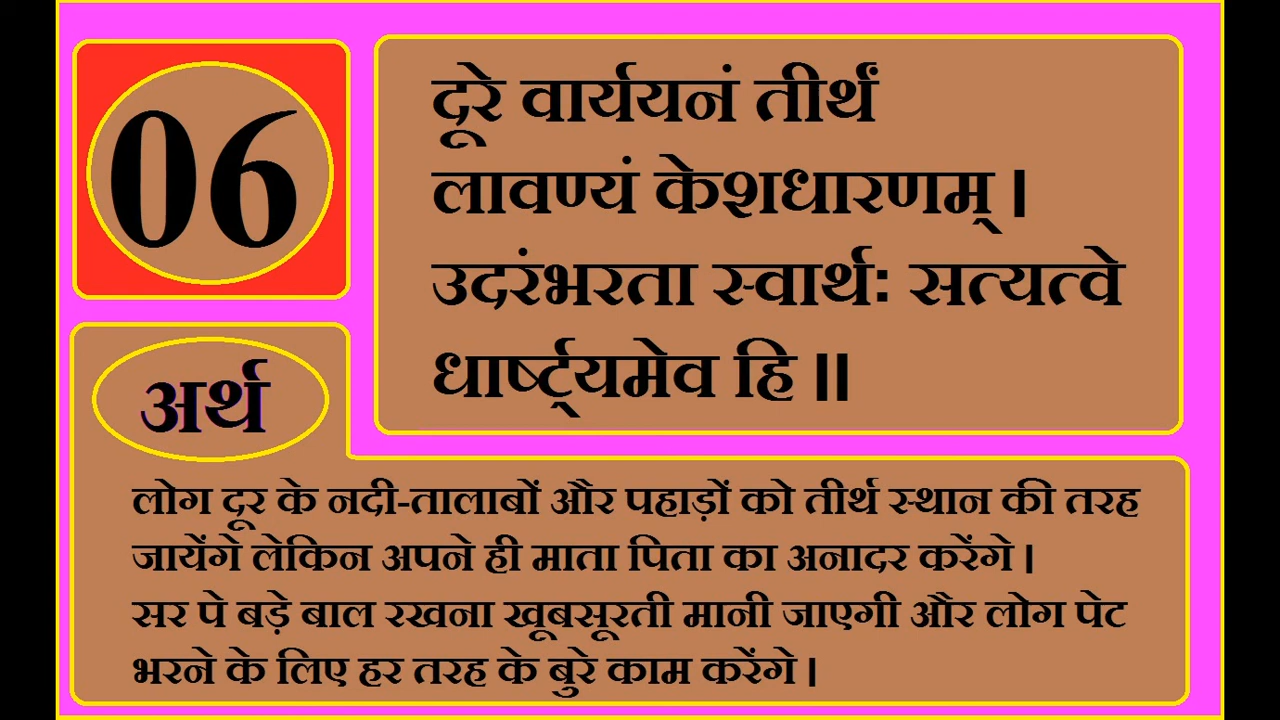 06
दूरे वार्ययनं तीर्थं
लावण्यं केशधारणम् ।
उदरंभरता स्वार्थः सत्यत्वे
धार्ष्ट्यमेव हि ॥
अर्थ
लोग दूर के नदी-तालाबों और पहाड़ों को तीर्थ स्थान की तरह
जायेंगे लेकिन अपने ही माता पिता का अनादर करेंगे ।
सर पे बड़े बाल रखना खूबसूरती मानी जाएगी और लोग पेट
भरने के लिए हर तरह के बुरे काम करेंगे ।